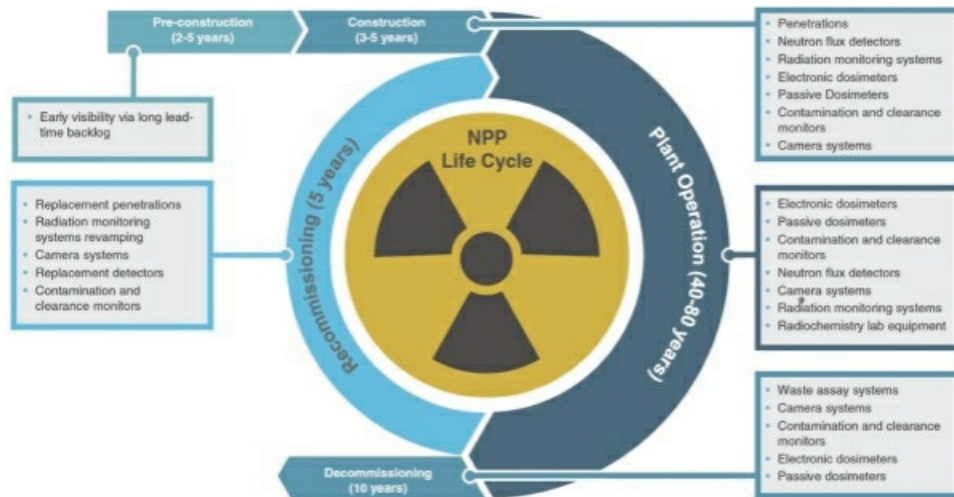 Pre-construction
(2-5 years)
Construction
(3-5 years)
• Early visibility via long lead-
time backlog
• Penetrations
• Neutron flux detectors
• Radiation monitoring systems
• Electronic dosimeters
• Passive Dosimeters
• Contamination and clearance
monitors
• Camera systems
NPP
Life Cycle
Recommissioning (5 years)
Plant Operation (40-80 years)
• Replacement penetrations
• Radiation monitoring
systems revamping
• Camera systems
• Replacement detectors
• Contamination and
clearance monitors
• Electronic dosimeters
• Passive dosimeters
• Contamination and clearance
monitors
• Neutron flux detectors
• Camera systems
• Radiation monitoring systems
• Radiochemistry lab equipment
• Waste assay systems
• Camera systems
• Contamination and clearance
monitors
• Electronic dosimeters
• Passive dosimeters
Decommissioning
(10 years)